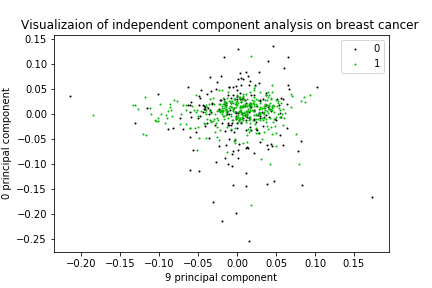 Visualizaion of independent component analysis on breast cancer
0.15
0.10
0.05
0.00
−0.05
−0.10
−0.15
−0.20
−0.25
0 principal component
0
1
−0.20 −0.15 −0.10 −0.05 0.00 0.05 0.10 0.15
9 principal component